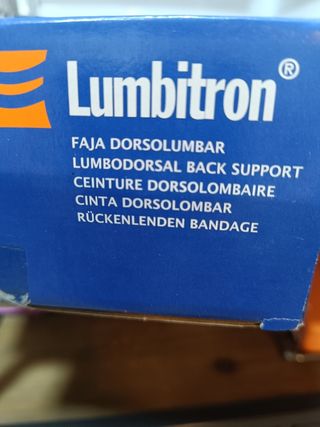 Lumbitron®
FAJA DORSOLUMBAR
LUMBODORSAL BACK SUPPORT
CEINTURE DORSOLOMBAIRE
CINTA DORSOLOMBAR
RÜCKENLENDEN BANDAGE